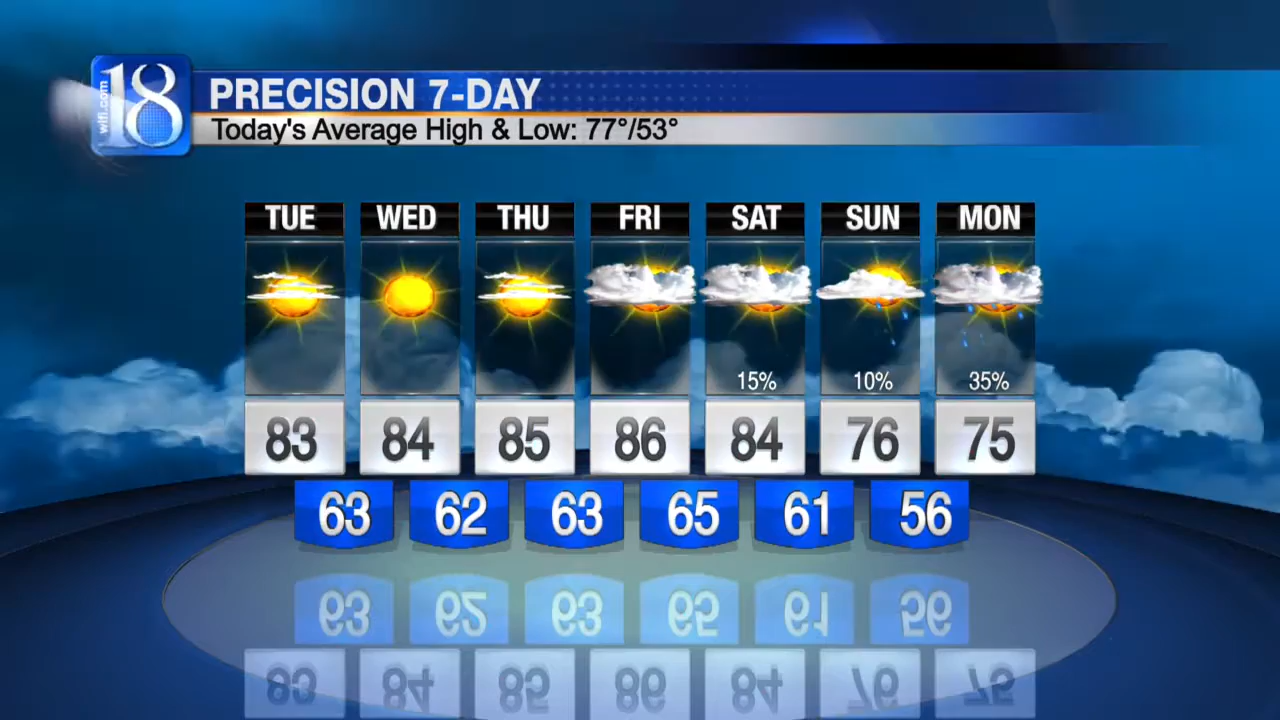 18
wlfi.com
PRECISION 7-DAY
Today's Average High & Low: 77°/53°
TUE WED THU FRI SAT SUN MON
15% 10% 35%
83 84 85 86 84 76 75
63 62 63 65 61 56